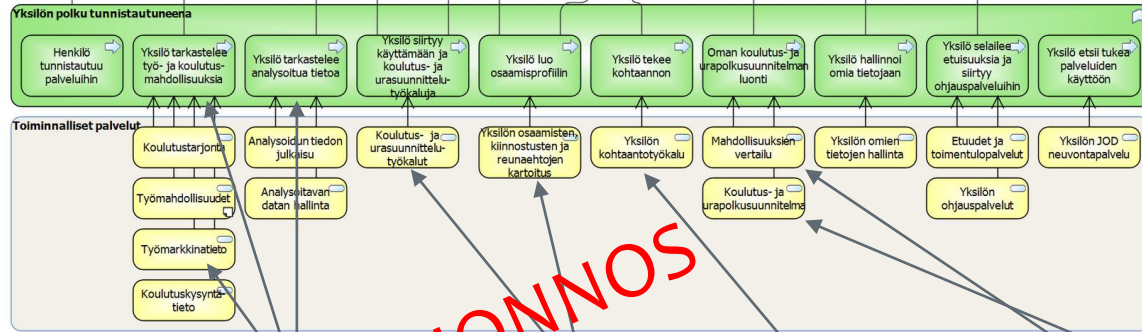 Yksilön polku tunnistautuneena
Henkilö
tunnistautuu
palveluihin
Yksilö tarkastelee
työ- ja koulutus-
mahdollisuuksia
Yksilö tarkastelee
analysoitua tietoa
Yksilö siirtyy
käyttämään ja
koulutus- ja
urasuunnittelu-
työkaluja
Yksilö luo
osaamisprofiilin
Yksilö tekee
kohtaannon
Oman koulutus- ja
urapolkusuunnitelman
luonti
Yksilö hallinnoi
omia tietojaan
Yksilö selailee
etuisuuksia ja
siirtyy
ohjauspalveluihin
Yksilö etsii tukea
palveluiden
käyttöön
Toiminnalliset palvelut
Koulutustarjonta
Analysoidun tiedon
julkaisu
Koulutus- ja
urasuunnittelu-
työkalut
Yksilön osaamisten,
kiinnostusten ja
reunaehtojen
kartoitus
Yksilön
kohtaantotyökalu
Mahdollisuuksien
vertailu
Yksilön omien
tietojen hallinta
Etuudet ja
toimentulopalvelut
Yksilön JOD
neuvontapalvelu
Työmahdollisuudet
Analysoitavan
datan hallinta
Koulutus- ja
urapolkusuunnitelma
Yksilön
ohjauspalvelut
Työmarkkinatieto
Koulutuskysyntä-
tieto
ONNOS